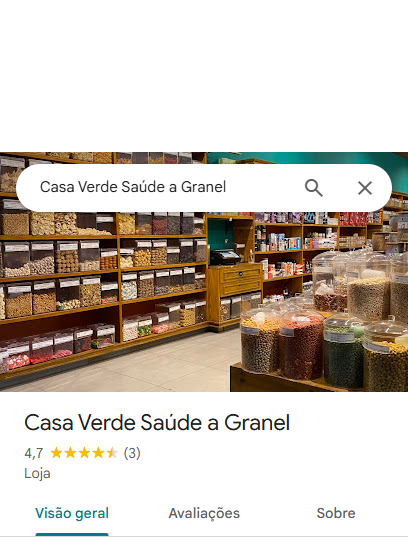 Casa Verde Saúde a Granel
Casa Verde Saúde a Granel
4,7 (3)
Loja
Visão geral
Avaliações
Sobre